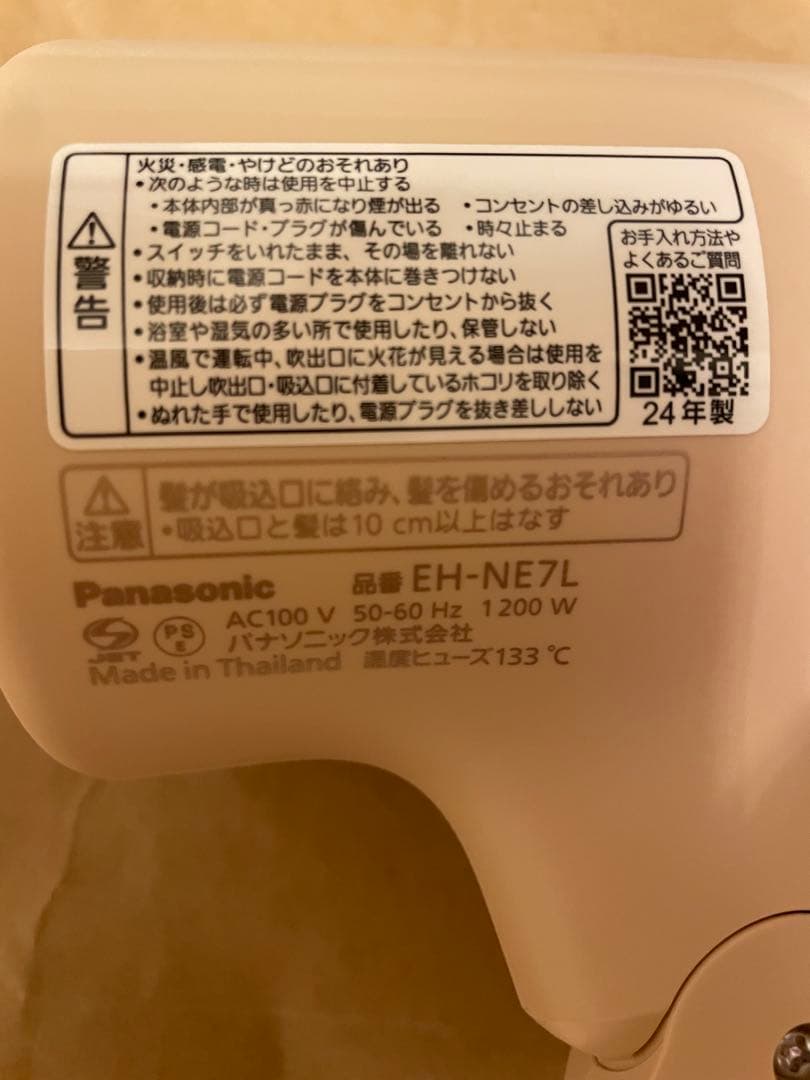 警告
火災・感電・やけどのおそれあり
・次のような時は使用を中止する
・本体内部が真っ赤になり煙が出る ・コンセントの差し込みがゆるい
・電源コード・プラグが傷んでいる ・時々止まる
・スイッチをいれたまま、その場を離れない
・収納時に電源コードを本体に巻きつけない
・使用後は必ず電源プラグをコンセントから抜く
・浴室や湿気の多い所で使用したり、保管しない
・温風で運転中、吹出口に火花が見える場合は使用を
中止し吹出口・吸込口に付着しているホコリを取り除く
・ぬれた手で使用したり、電源プラグを抜き差ししない
お手入れ方法や
よくあるご質問
24年製
注意
髪が吸込口に絡み、髪を傷めるおそれあり
・吸込口と髪は10 cm以上はなす
Panasonic 品番 EH-NE7L
AC100 V 50-60 Hz 1200 W
JET PS E パナソニック株式会社
Made in Thailand 温度ヒューズ133 ℃